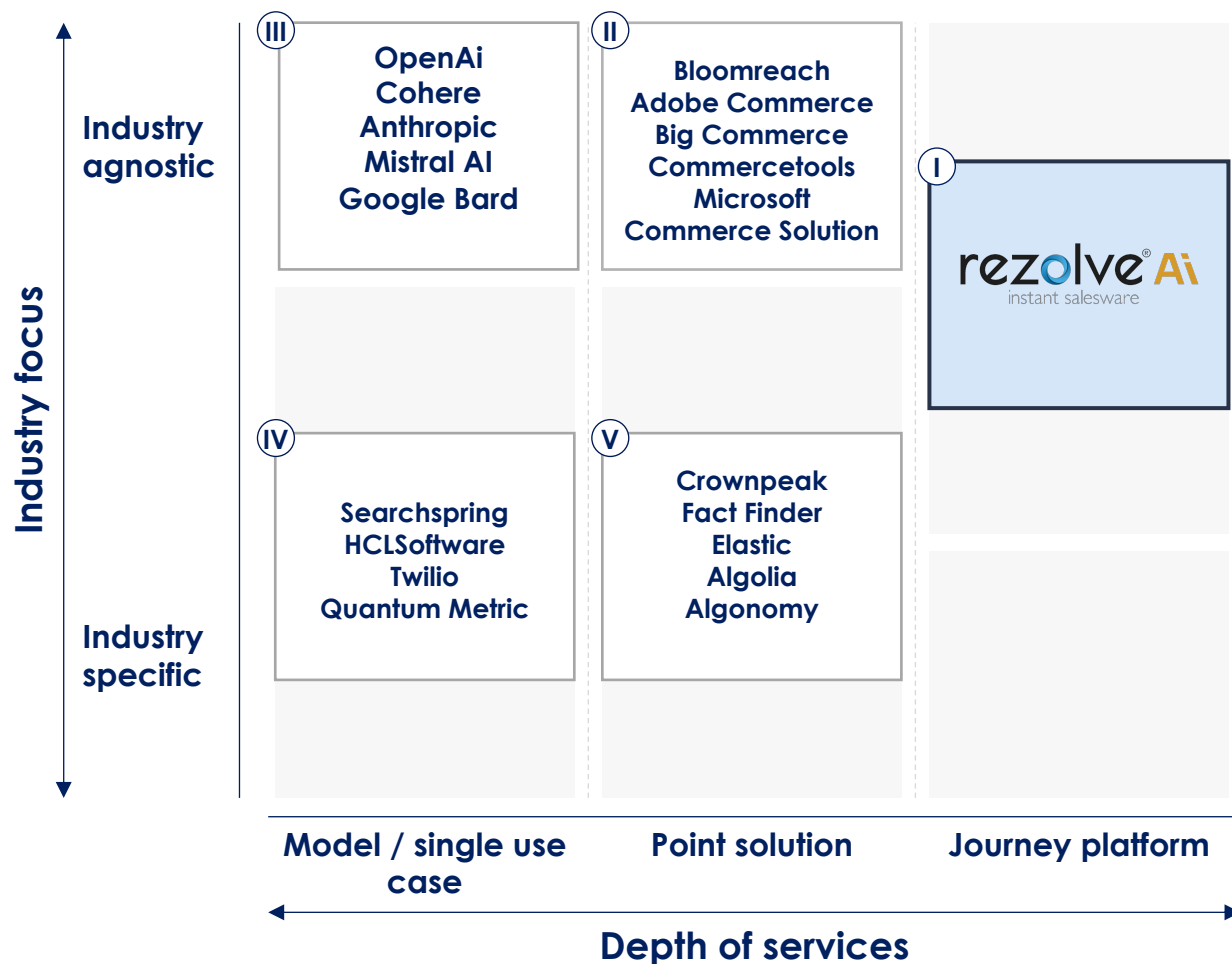 III
OpenAi
Cohere
Anthropic
Mistral AI
Google Bard
II
Bloomreach
Adobe Commerce
Big Commerce
Commercetools
Microsoft
Commerce Solution
I
rezolve® Ai
instant salesware
Industry
agnostic
Industry focus
IV
Searchspring
HCLSoftware
Twilio
Quantum Metric
V
Crownpeak
Fact Finder
Elastic
Algolia
Algonomy
Industry
specific
Model / single use
case
Point solution
Journey platform
Depth of services